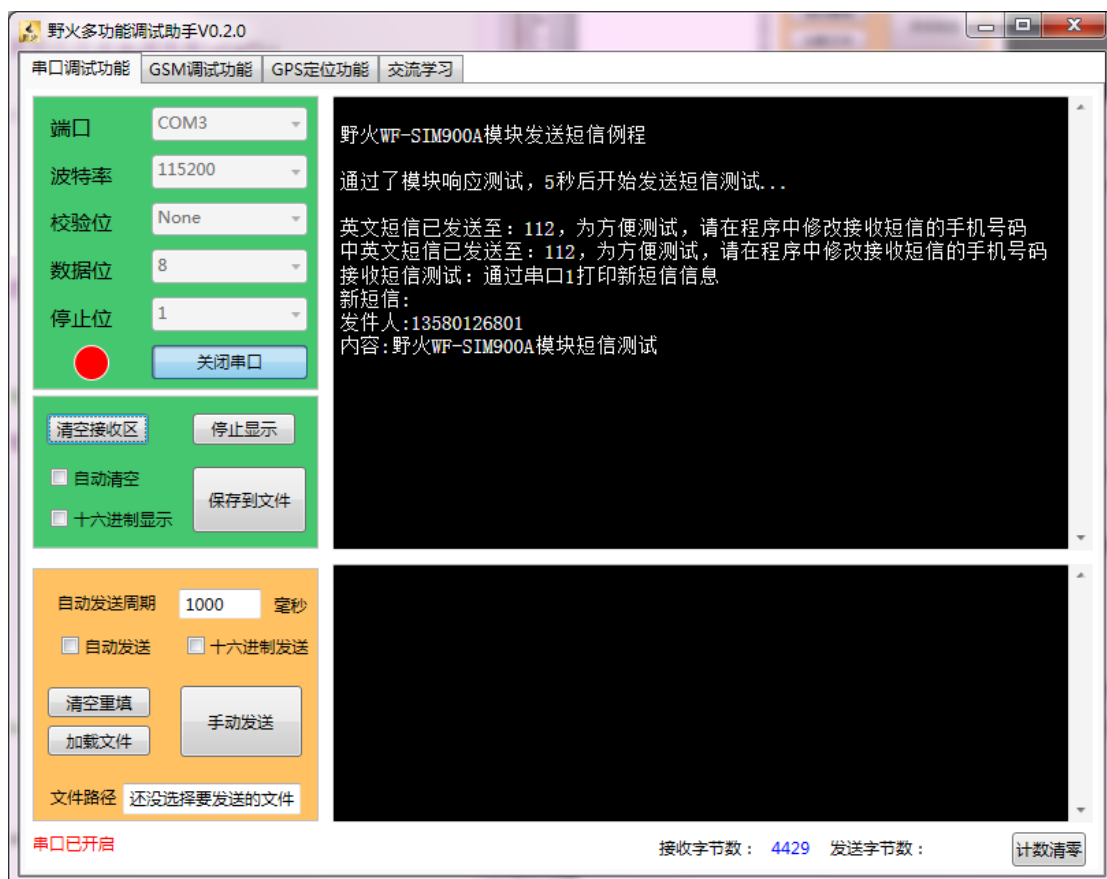 野火多功能调试助手V0.2.0
串口调试功能 GSM调试功能 GPS定位功能 交流学习
端口 COM3
波特率 115200
校验位 None
数据位 8
停止位 1
关闭串口
清空接收区 停止显示
自动清空
保存到文件
十六进制显示
野火WF-SIM900A模块发送短信例程
通过了模块响应测试，5秒后开始发送短信测试...
英文短信已发送至：112，为方便测试，请在程序中修改接收短信的手机号码
中英文短信已发送至：112，为方便测试，请在程序中修改接收短信的手机号码
接收短信测试：通过串口1打印新短信信息
新短信:
发件人:13580126801
内容:野火WF-SIM900A模块短信测试
自动发送周期 1000 毫秒
自动发送 十六进制发送
清空重填
手动发送
加载文件
文件路径 还没选择要发送的文件
串口已开启
接收字节数： 4429 发送字节数：
计数清零